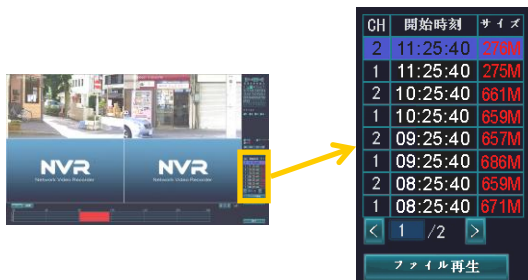 NVR
Network Video Recorder
NVR
Network Video Recorder
CH 開始時刻 サイズ
2 11:25:40 276M
1 11:25:40 275M
2 10:25:40 661M
1 10:25:40 659M
2 09:25:40 657M
1 09:25:40 686M
2 08:25:40 659M
1 08:25:40 671M
< 1 /2 >
ファイル再生